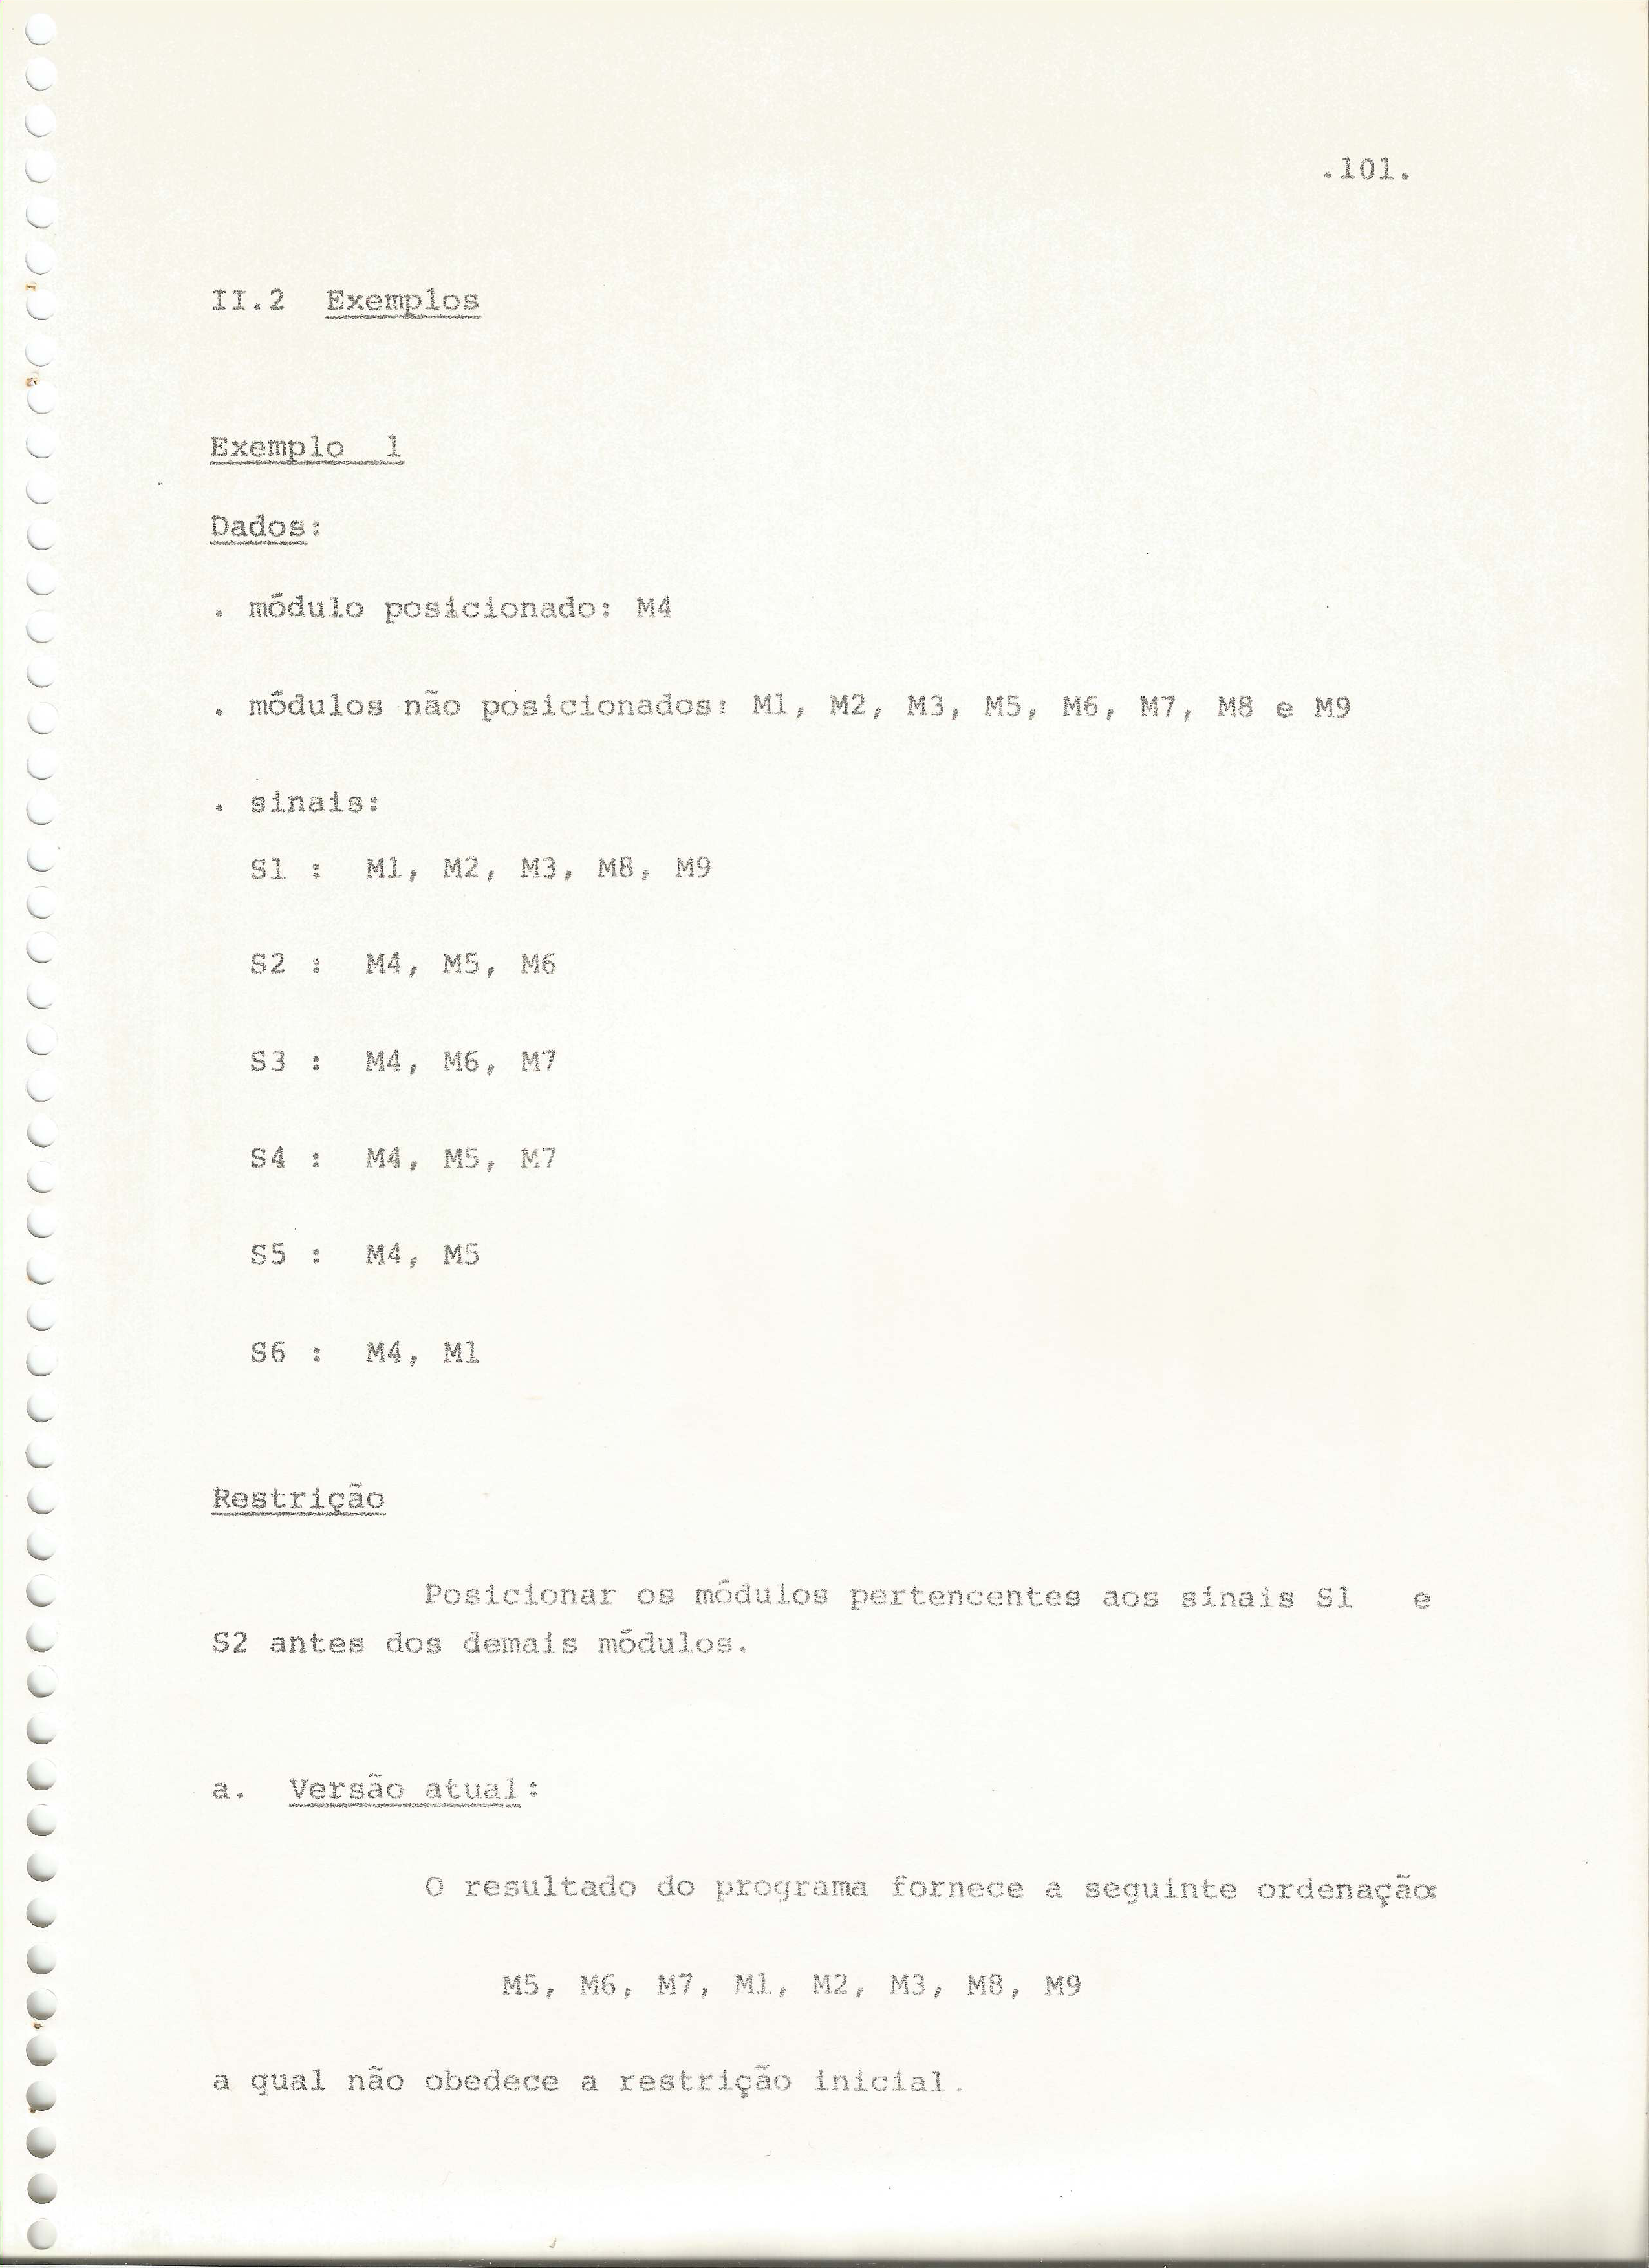 .101.
II.2 Exemplos
Exemplo 1
Dados:
. módulo posicionado: M4
. módulos não posicionados: M1, M2, M3, M5, M6, M7, M8 e M9
. sinais:
S1 : M1, M2, M3, M8, M9
S2 : M4, M5, M6
S3 : M4, M6, M7
S4 : M4, M5, M7
S5 : M4, M5
S6 : M4, M1
Restrição
Posicionar os módulos pertencentes aos sinais S1 e
S2 antes dos demais módulos.
a. Versão atual:
O resultado do programa fornece a seguinte ordenação:
M5, M6, M7, M1, M2, M3, M8, M9
a qual não obedece a restrição inicial.